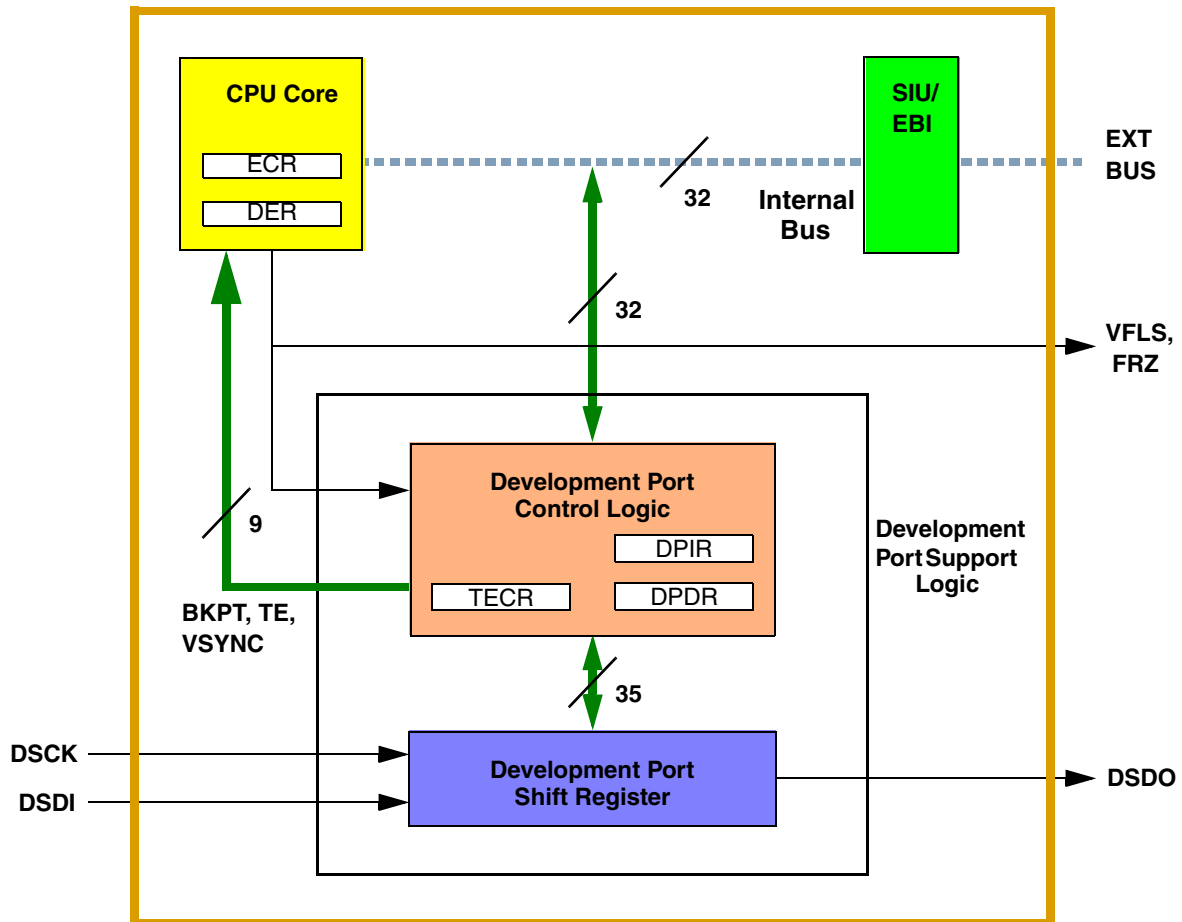 CPU Core
ECR
DER
SIU/
EBI
EXT
BUS
32
Internal
Bus
32
VFLS,
FRZ
9
BKPT, TE,
VSYNC
Development Port
Control Logic
DPIR
TECR
DPDR
Development
Port Support
Logic
35
DSCK
DSDI
Development Port
Shift Register
DSDO